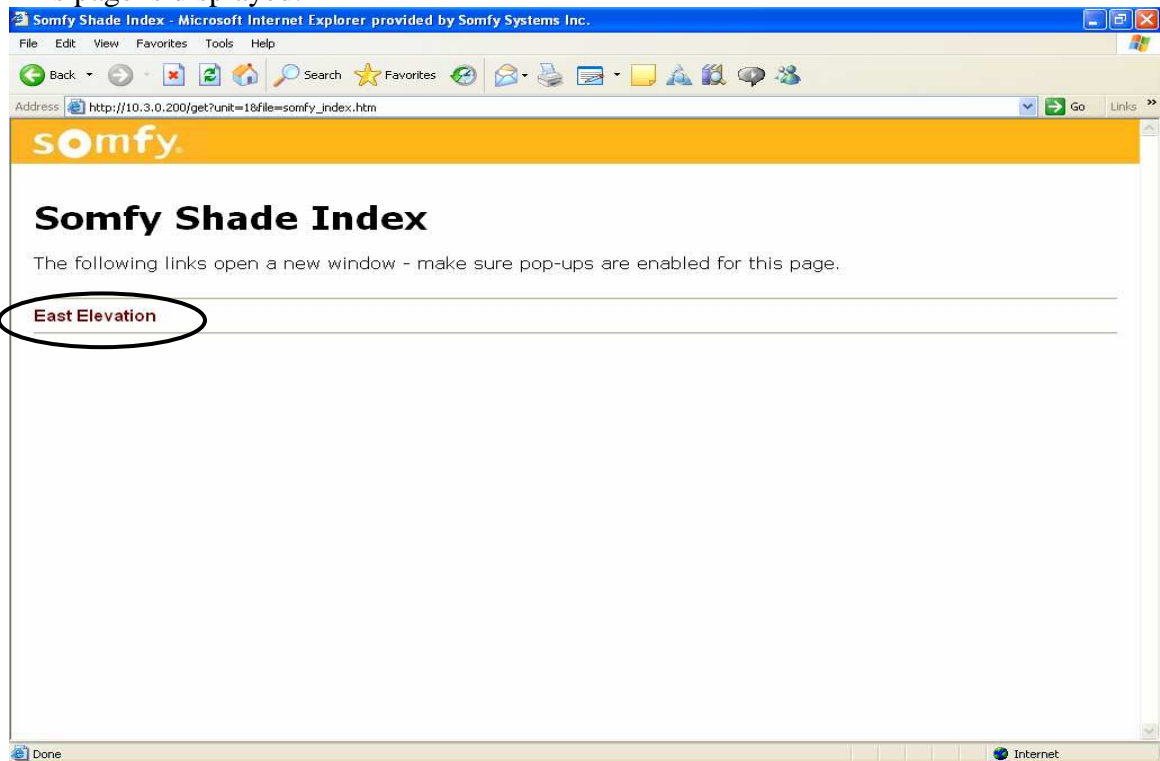 page is displayed.
Somfy Shade Index - Microsoft Internet Explorer provided by Somfy Systems Inc.
File Edit View Favorites Tools Help
Back Search Favorites
Address http://10.3.0.200/get?unit=1&file=somfy_index.htm Go Links »
somfy.
Somfy Shade Index
The following links open a new window - make sure pop-ups are enabled for this page.
East Elevation
Done Internet